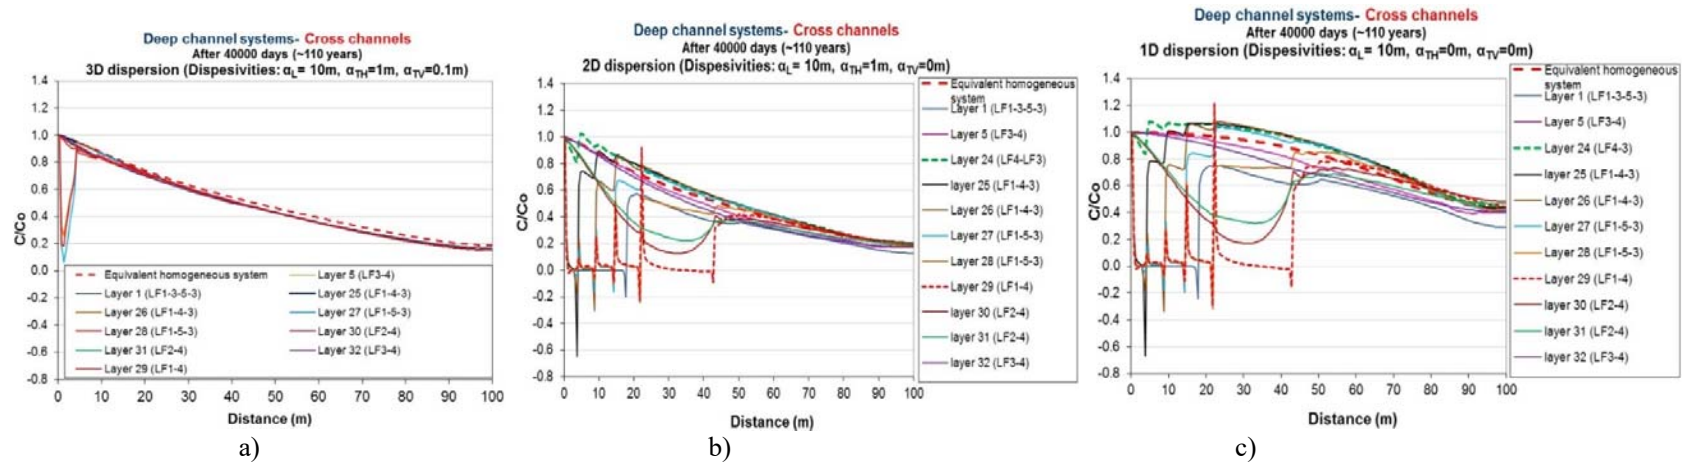 Deep channel systems- Cross channels
After 40000 days (~110 years)
3D dispersion (Dispesivities: αL= 10m, αTH=1m, αTV=0.1m)
C/Co
1.4
1.2
1.0
0.8
0.6
0.4
0.2
0.0
-0.2
-0.4
-0.6
-0.8
Equivalent homogeneous system
Layer 5 (LF3-4)
Layer 1 (LF1-3-5-3)
Layer 25 (LF1-4-3)
Layer 26 (LF1-4-3)
Layer 27 (LF1-5-3)
Layer 28 (LF1-5-3)
Layer 30 (LF2-4)
Layer 31 (LF2-4)
Layer 32 (LF3-4)
Layer 29 (LF1-4)
0 10 20 30 40 50 60 70 80 90 100
Distance (m)
a)
Deep channel systems- Cross channels
After 40000 days (~110 years)
2D dispersion (Dispesivities: αL= 10m, αTH=1m, αTV=0m)
C/Co
1.4
1.2
1.0
0.8
0.6
0.4
0.2
0.0
-0.2
-0.4
-0.6
-0.8
0 10 20 30 40 50 60 70 80 90 100
Distance (m)
Equivalent homogeneous
system
Layer 1 (LF1-3-5-3)
Layer 5 (LF3-4)
Layer 24 (LF4-LF3)
layer 25 (LF1-4-3)
Layer 26 (LF1-4-3)
Layer 27 (LF1-5-3)
Layer 28 (LF1-5-3)
Layer 29 (LF1-4)
layer 30 (LF2-4)
layer 31 (LF2-4)
layer 32 (LF3-4)
b)
Deep channel systems- Cross channels
After 40000 days (~110 years)
1D dispersion (Dispesivities: αL= 10m, αTH=0m, αTV=0m)
C/Co
1.4
1.2
1.0
0.8
0.6
0.4
0.2
0.0
-0.2
-0.4
-0.6
-0.8
0 10 20 30 40 50 60 70 80 90 100
Distance (m)
Equivalent homogeneous
system
Layer 1 (LF1-3-5-3)
Layer 5 (LF3-4)
Layer 24 (LF4-3)
layer 25 (LF1-4-3)
Layer 26 (LF1-4-3)
Layer 27 (LF1-5-3)
Layer 28 (LF1-5-3)
Layer 29 (LF1-4)
layer 30 (LF2-4)
layer 31 (LF2-4)
layer 32 (LF3-4)
c)